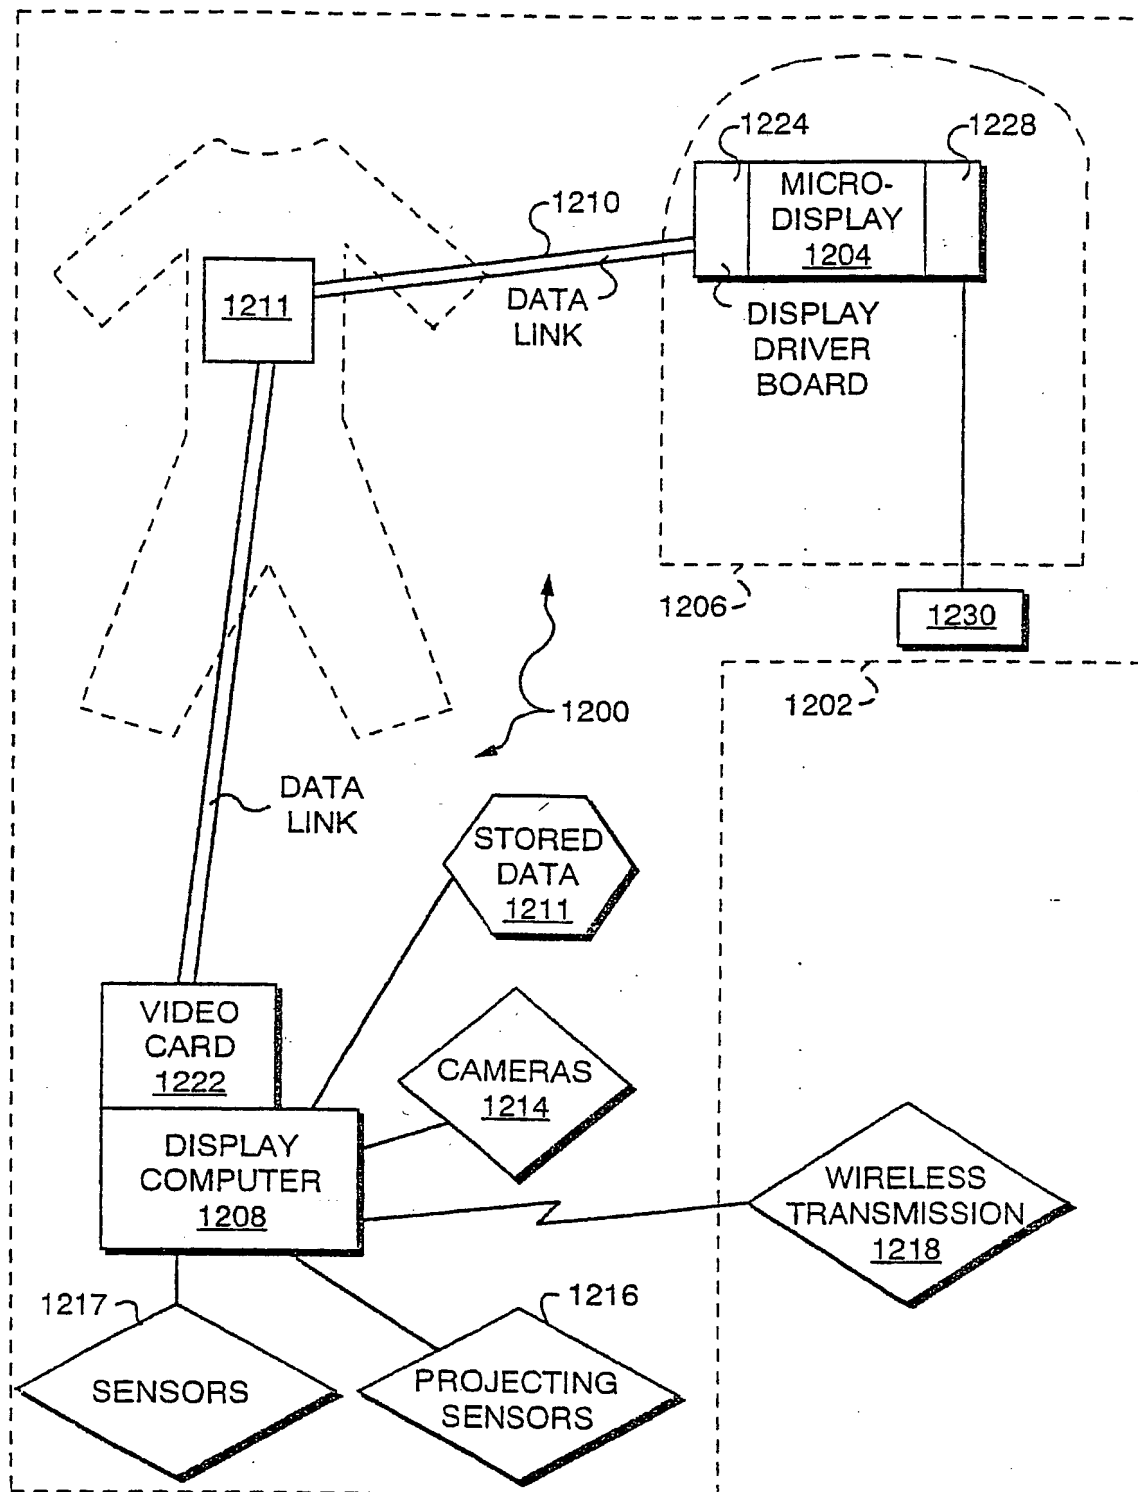 1224
1228
MICRO-
DISPLAY
1204
1210
DATA
LINK
DISPLAY
DRIVER
BOARD
1211
1206
1230
1202
1200
DATA
LINK
STORED
DATA
1211
VIDEO
CARD
1222
CAMERAS
1214
DISPLAY
COMPUTER
1208
WIRELESS
TRANSMISSION
1218
1217
1216
SENSORS
PROJECTING
SENSORS